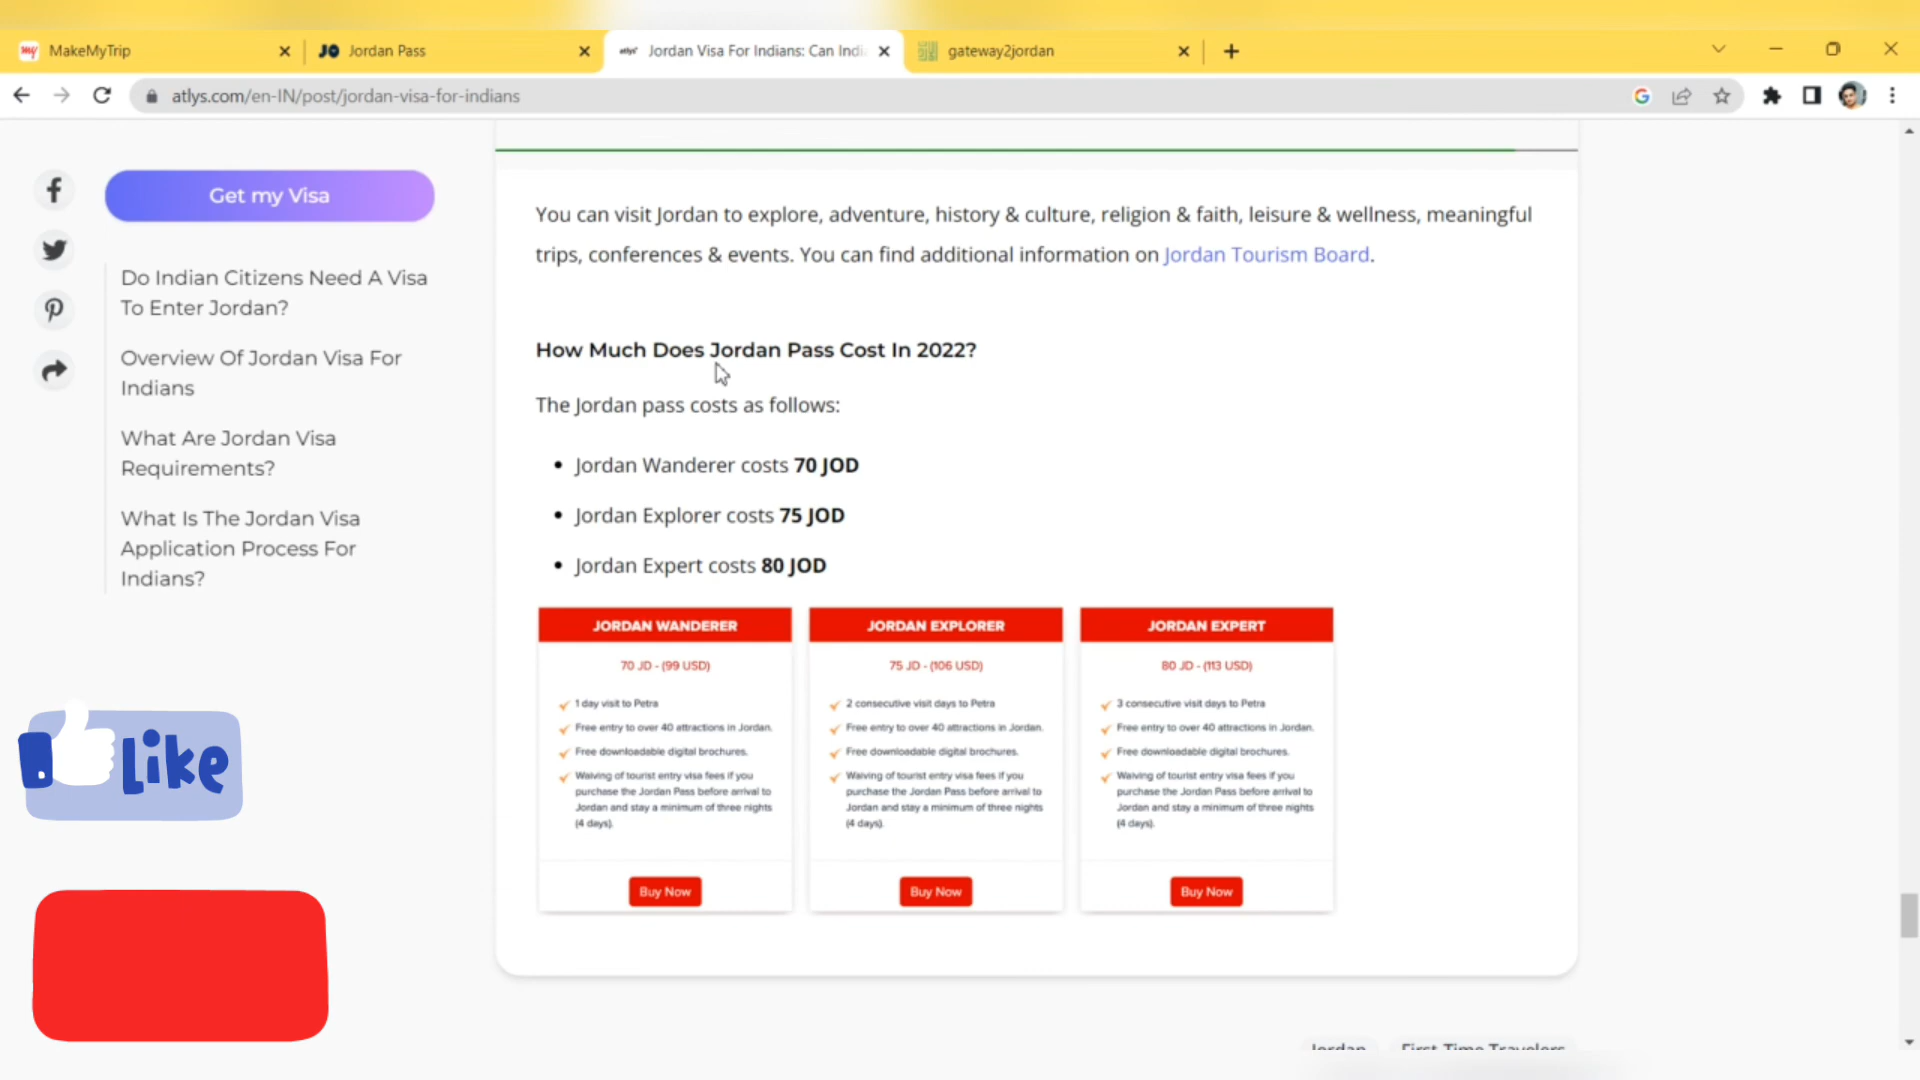 my MakeMyTrip
JO Jordan Pass
atlys Jordan Visa For Indians: Can Indi
gateway2jordan
atlys.com/en-IN/post/jordan-visa-for-indians
Get my Visa
Do Indian Citizens Need A Visa
To Enter Jordan?
Overview Of Jordan Visa For
Indians
What Are Jordan Visa
Requirements?
What Is The Jordan Visa
Application Process For
Indians?
like
You can visit Jordan to explore, adventure, history & culture, religion & faith, leisure & wellness, meaningful
trips, conferences & events. You can find additional information on Jordan Tourism Board.
How Much Does Jordan Pass Cost In 2022?
The Jordan pass costs as follows:
• Jordan Wanderer costs 70 JOD
• Jordan Explorer costs 75 JOD
• Jordan Expert costs 80 JOD
JORDAN WANDERER
70 JD - (99 USD)
1 day visit to Petra
Free entry to over 40 attractions in Jordan.
Free downloadable digital brochures.
Waiving of tourist entry visa fees if you
purchase the Jordan Pass before arrival to
Jordan and stay a minimum of three nights
(4 days).
Buy Now
JORDAN EXPLORER
75 JD - (106 USD)
2 consecutive visit days to Petra
Free entry to over 40 attractions in Jordan.
Free downloadable digital brochures.
Waiving of tourist entry visa fees if you
purchase the Jordan Pass before arrival to
Jordan and stay a minimum of three nights
(4 days).
Buy Now
JORDAN EXPERT
80 JD - (113 USD)
3 consecutive visit days to Petra
Free entry to over 40 attractions in Jordan.
Free downloadable digital brochures.
Waiving of tourist entry visa fees if you
purchase the Jordan Pass before arrival to
Jordan and stay a minimum of three nights
(4 days).
Buy Now
Jordan
First Time Travelers